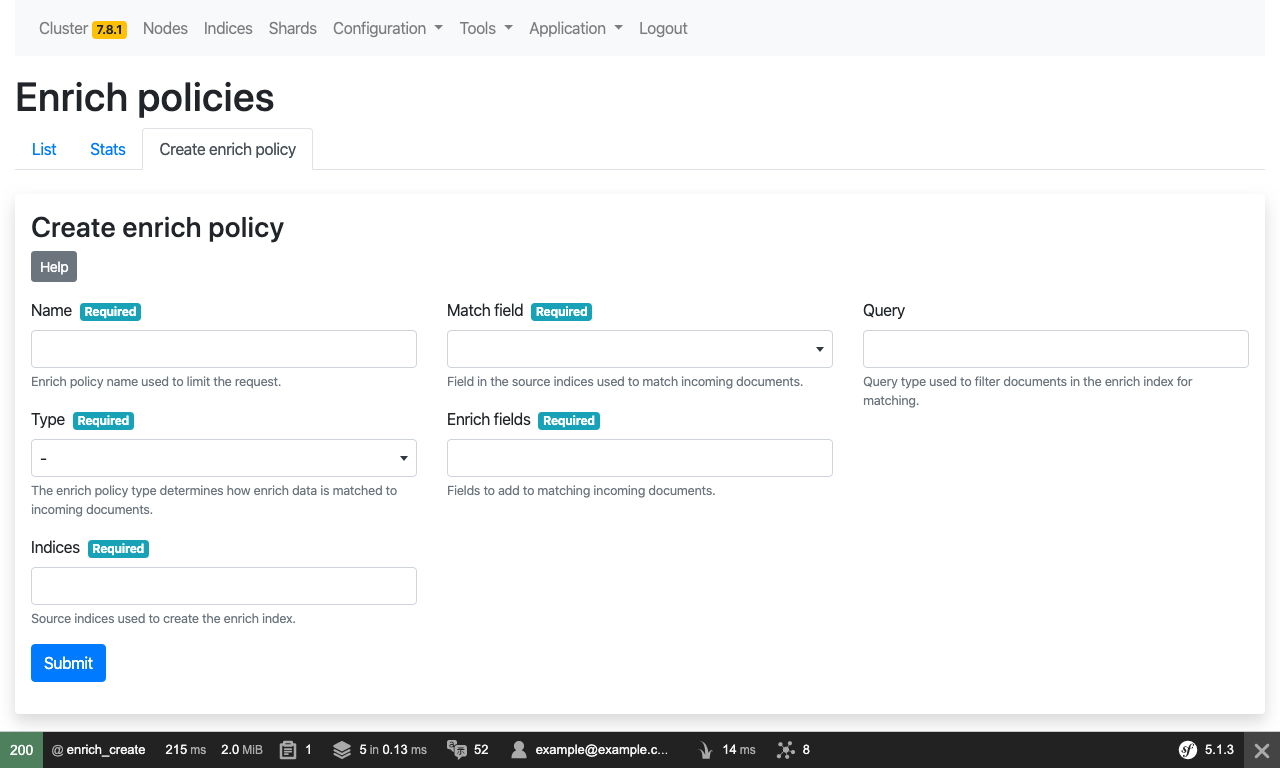 Cluster 7.8.1 Nodes Indices Shards Configuration Tools Application Logout
Enrich policies
List Stats Create enrich policy
Create enrich policy
Help
Name Required
Enrich policy name used to limit the request.
Type Required
-
The enrich policy type determines how enrich data is matched to
incoming documents.
Indices Required
Source indices used to create the enrich index.
Match field Required
Field in the source indices used to match incoming documents.
Enrich fields Required
Fields to add to matching incoming documents.
Query
Query type used to filter documents in the enrich index for
matching.
Submit
200 @ enrich_create 215 ms 2.0 MiB 1 5 in 0.13 ms 52 example@example.c... 14 ms 8 sf 5.1.3